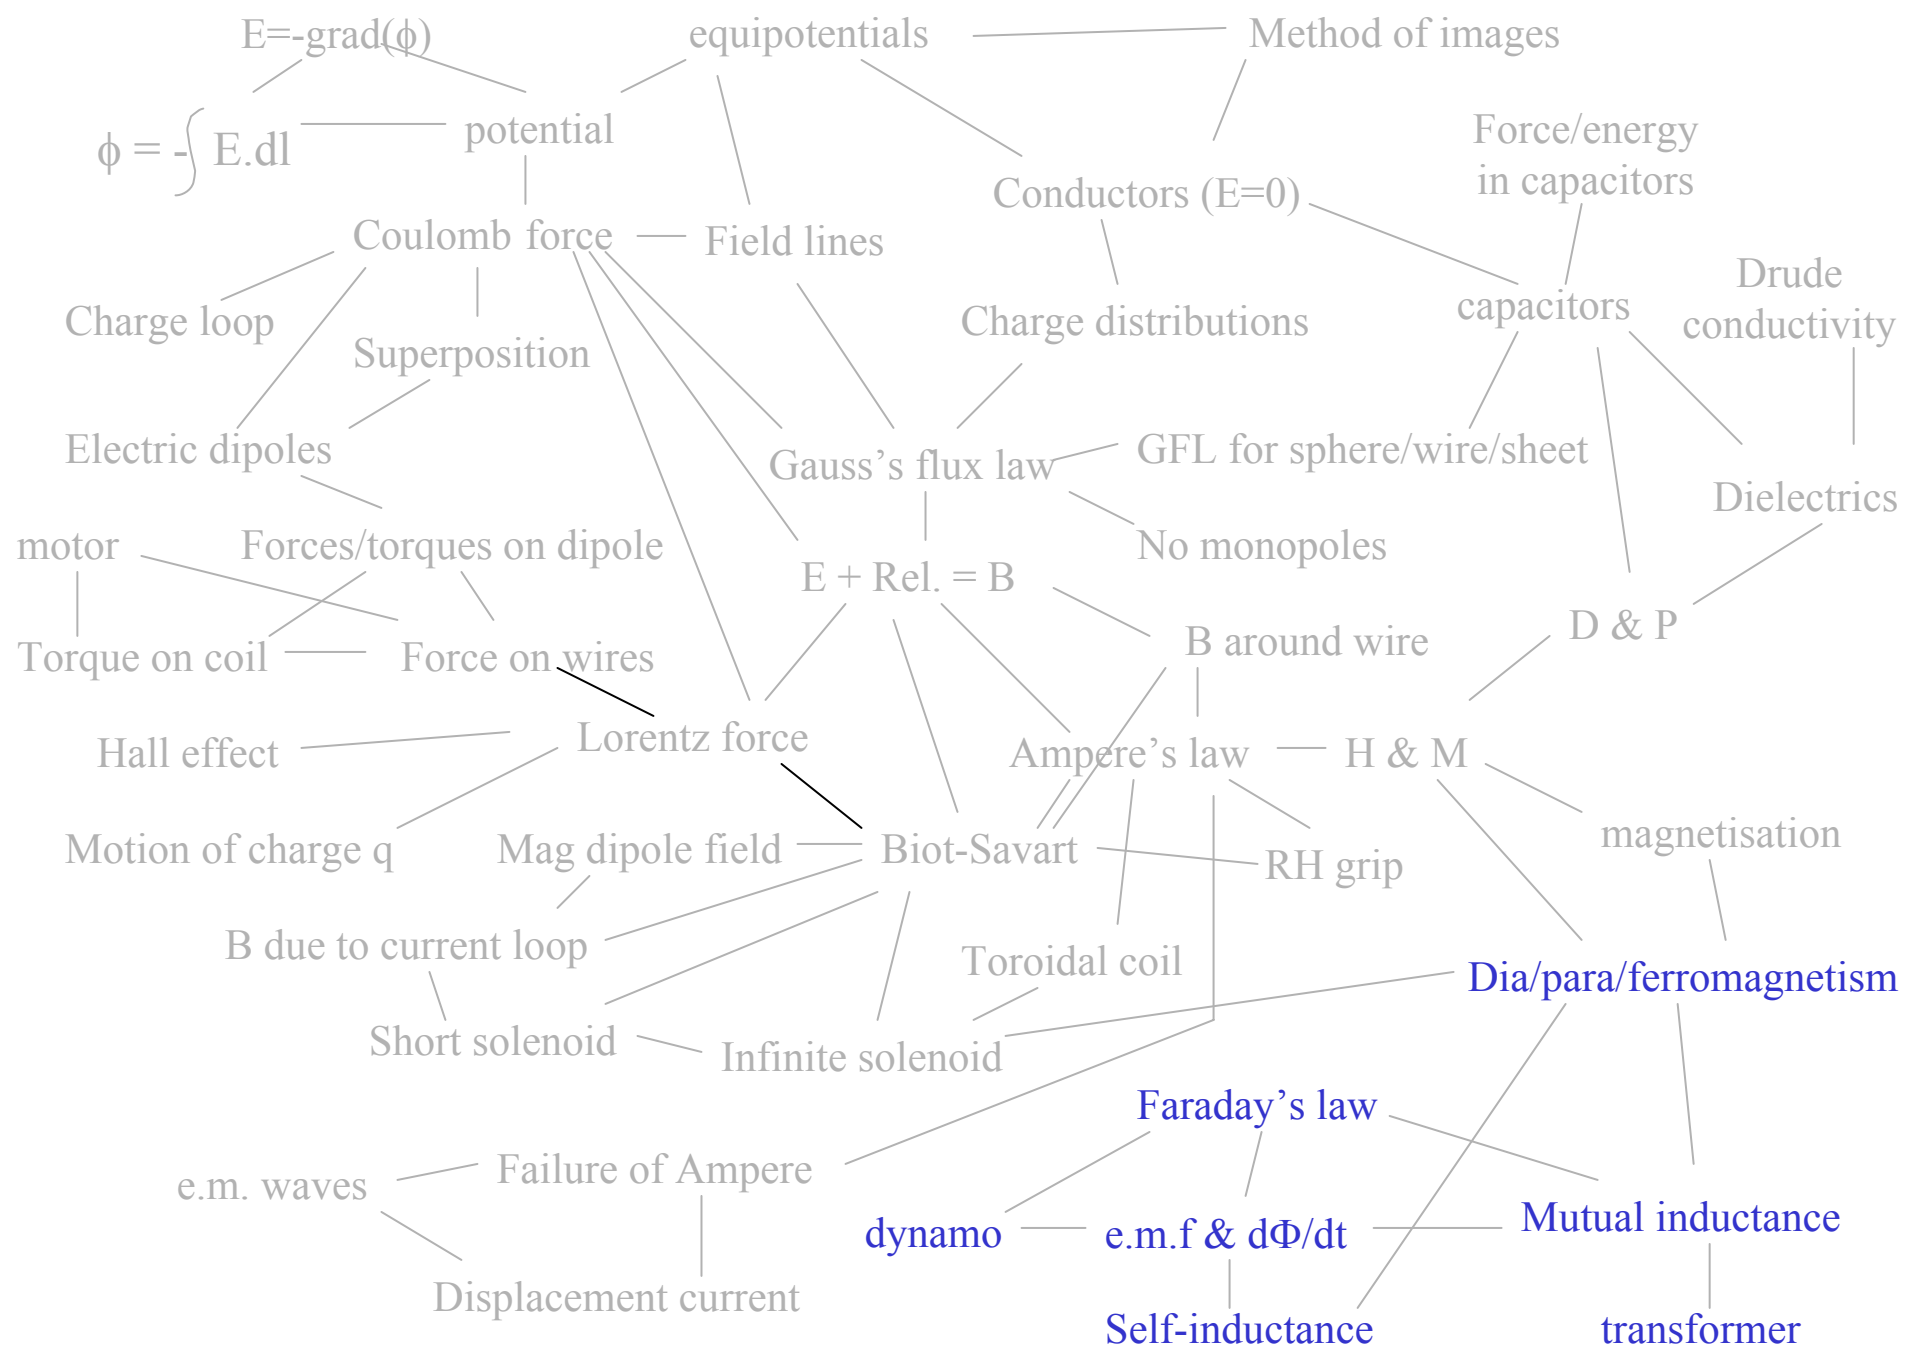 E=-grad(ϕ)
equipotentials
Method of images
ϕ = -∫ E.dl
potential
Force/energy
in capacitors
Conductors (E=0)
Coulomb force
Field lines
Drude
conductivity
Charge loop
Charge distributions
capacitors
Superposition
Electric dipoles
Gauss’s flux law
GFL for sphere/wire/sheet
Dielectrics
motor
Forces/torques on dipole
No monopoles
E + Rel. = B
D & P
Torque on coil
Force on wires
B around wire
Hall effect
Lorentz force
Ampere’s law
H & M
Motion of charge q
Mag dipole field
Biot-Savart
RH grip
magnetisation
B due to current loop
Toroidal coil
Dia/para/ferromagnetism
Short solenoid
Infinite solenoid
Faraday’s law
e.m. waves
Failure of Ampere
dynamo
e.m.f & dΦ/dt
Mutual inductance
Displacement current
Self-inductance
transformer